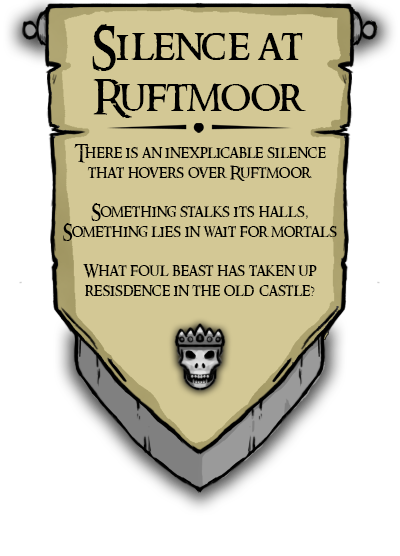 Silence at
Ruftmoor
There is an inexplicable silence
that hovers over Ruftmoor
Something stalks its halls,
Something lies in wait for mortals
What foul beast has taken up
resisdence in the old castle?